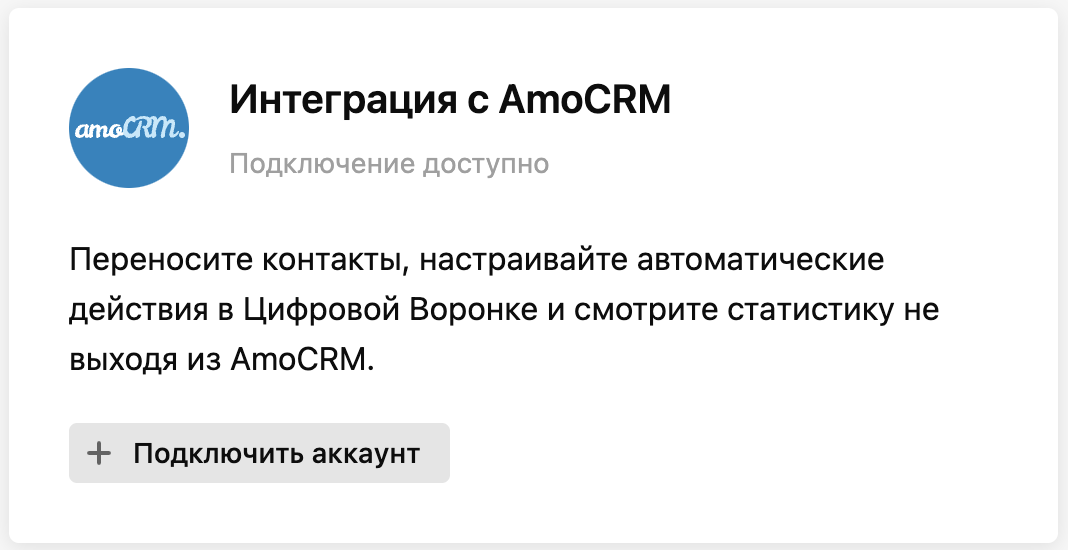 amoCRM.
Интеграция с AmoCRM
Подключение доступно
Переносите контакты, настраивайте автоматические
действия в Цифровой Воронке и смотрите статистику не
выходя из AmoCRM.
+ Подключить аккаунт